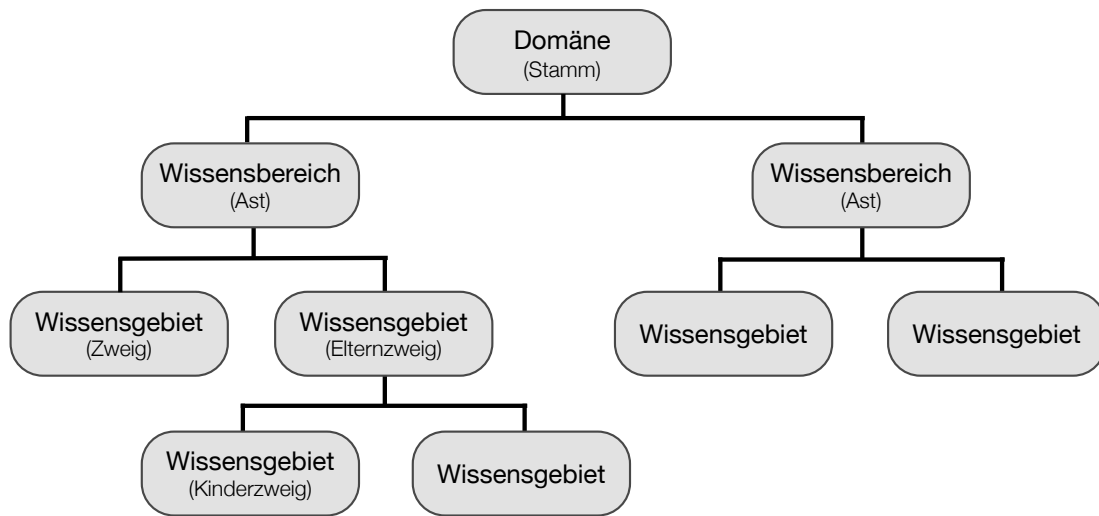 Domäne
(Stamm)
Wissensbereich
(Ast)
Wissensbereich
(Ast)
Wissensgebiet
(Zweig)
Wissensgebiet
(Elternzweig)
Wissensgebiet
Wissensgebiet
Wissensgebiet
(Kinderzweig)
Wissensgebiet